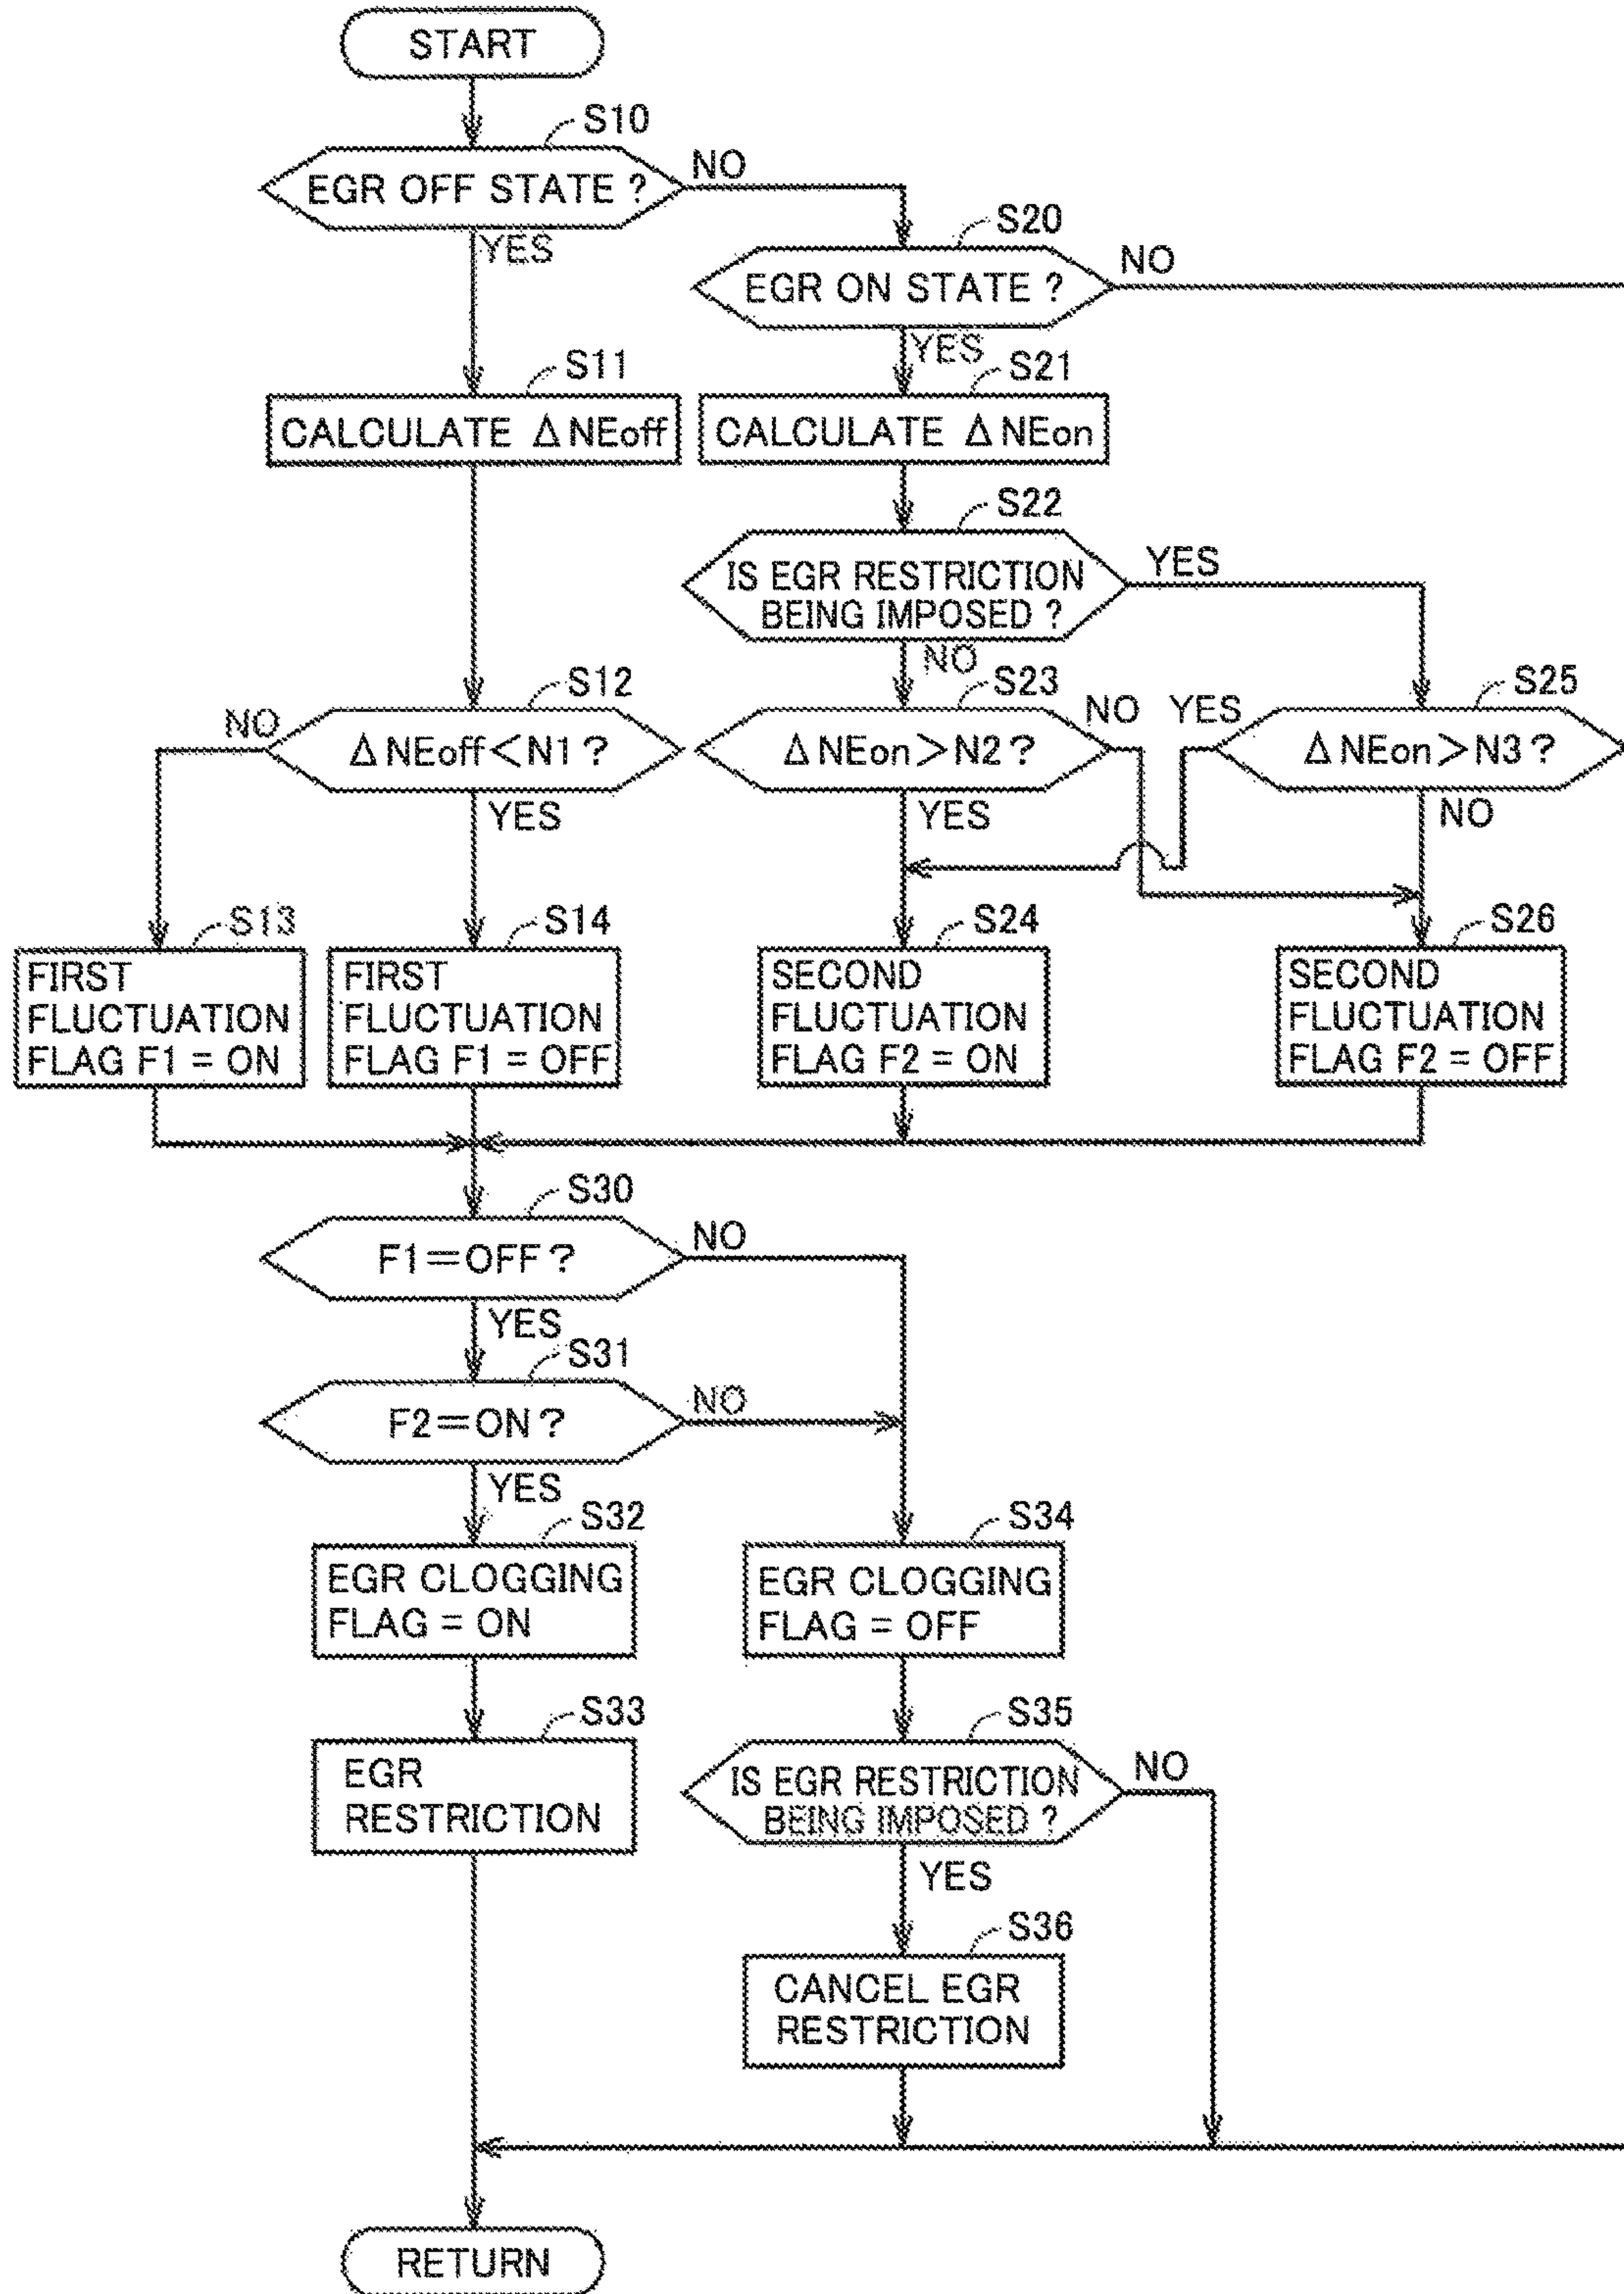 START
S10
EGR OFF STATE ?
NO
YES
S20
EGR ON STATE ?
NO
YES
S11
CALCULATE Δ NEoff
S21
CALCULATE Δ NEon
S22
IS EGR RESTRICTION
BEING IMPOSED ?
YES
NO
S12
Δ NEoff<N1 ?
NO
YES
S23
Δ NEon>N2 ?
NO
YES
S25
Δ NEon>N3 ?
YES
NO
S13
FIRST
FLUCTUATION
FLAG F1 = ON
S14
FIRST
FLUCTUATION
FLAG F1 = OFF
S24
SECOND
FLUCTUATION
FLAG F2 = ON
S26
SECOND
FLUCTUATION
FLAG F2 = OFF
S30
F1=OFF ?
NO
YES
S31
F2=ON ?
NO
YES
S32
EGR CLOGGING
FLAG = ON
S34
EGR CLOGGING
FLAG = OFF
S33
EGR
RESTRICTION
S35
IS EGR RESTRICTION
BEING IMPOSED ?
NO
YES
S36
CANCEL EGR
RESTRICTION
RETURN